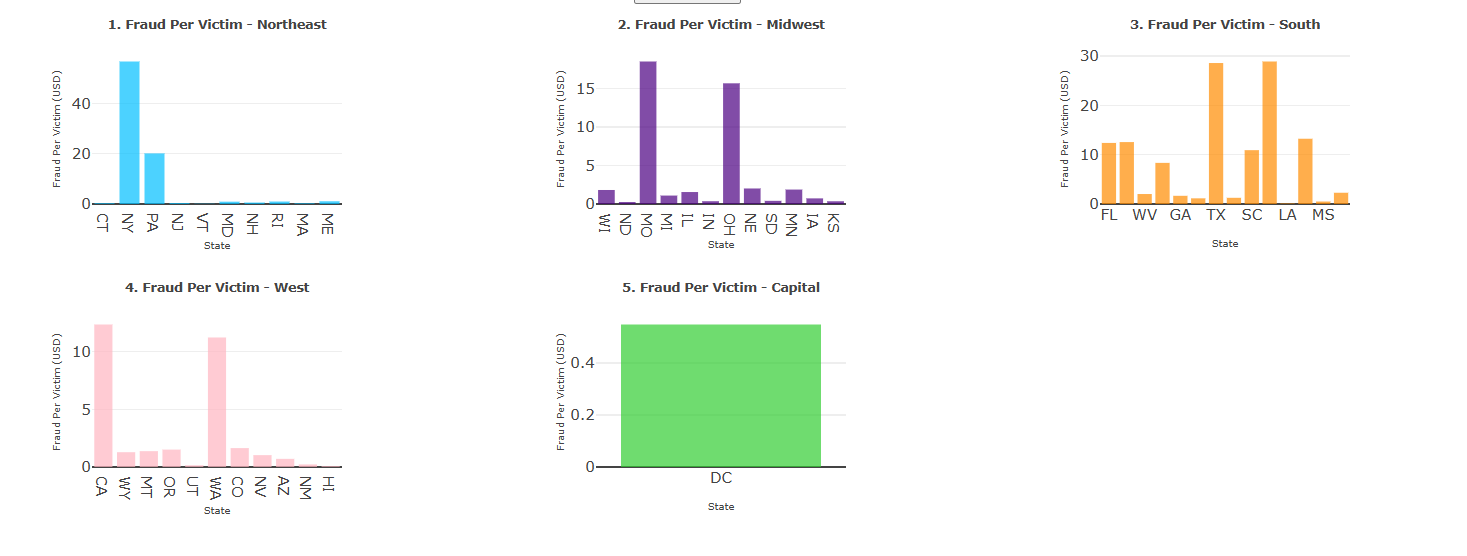 1. Fraud Per Victim - Northeast
Fraud Per Victim (USD)
40
20
0
CT NY PA NJ VT MD NH RI MA ME
State
2. Fraud Per Victim - Midwest
Fraud Per Victim (USD)
15
10
5
0
WI ND MO MI IL IN OH NE SD MN IA KS
State
3. Fraud Per Victim - South
Fraud Per Victim (USD)
30
20
10
0
FL WV GA TX SC LA MS
State
4. Fraud Per Victim - West
Fraud Per Victim (USD)
10
5
0
CA WY MT OR UT WA CO NV AZ NM HI
State
5. Fraud Per Victim - Capital
Fraud Per Victim (USD)
0.4
0.2
0
DC
State